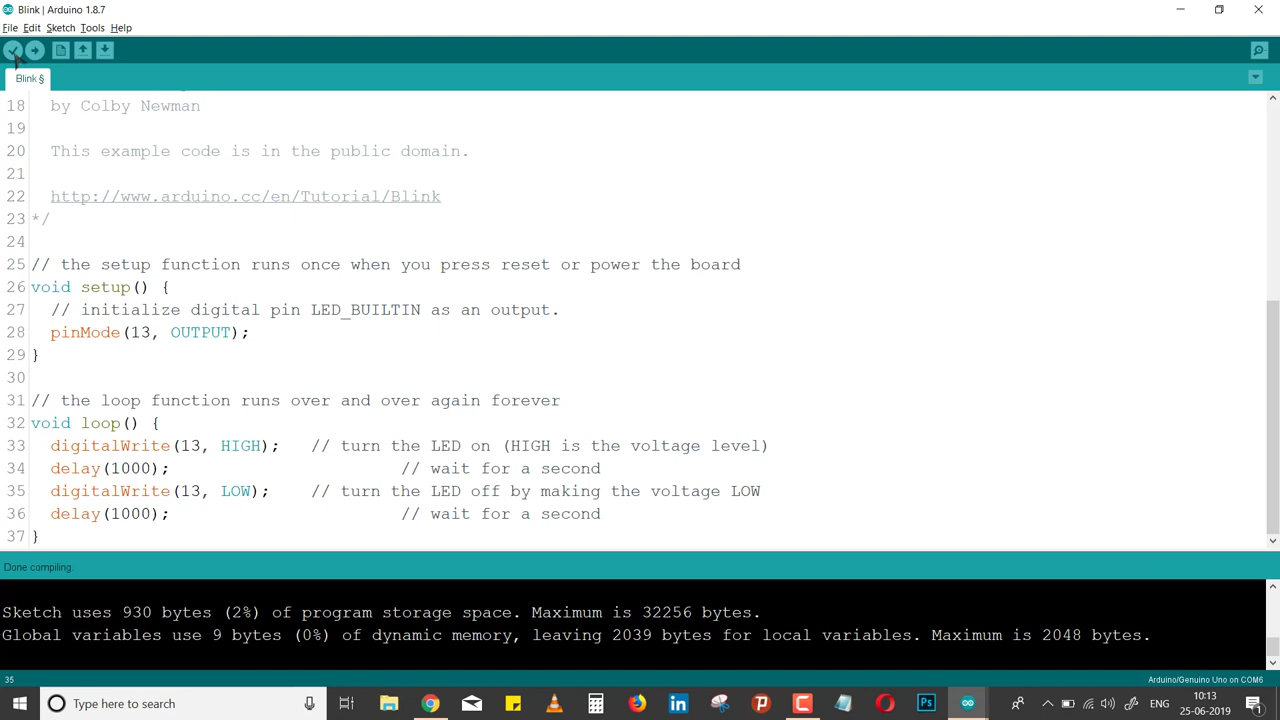 Blink | Arduino 1.8.7
File Edit Sketch Tools Help
Blink §
18 by Colby Newman
19
20 This example code is in the public domain.
21
22 http://www.arduino.cc/en/Tutorial/Blink
23 */
24
25 // the setup function runs once when you press reset or power the board
26 void setup() {
27 // initialize digital pin LED_BUILTIN as an output.
28 pinMode(13, OUTPUT);
29 }
30
31 // the loop function runs over and over again forever
32 void loop() {
33 digitalWrite(13, HIGH); // turn the LED on (HIGH is the voltage level)
34 delay(1000); // wait for a second
35 digitalWrite(13, LOW); // turn the LED off by making the voltage LOW
36 delay(1000); // wait for a second
37 }
Done compiling.
Sketch uses 930 bytes (2%) of program storage space. Maximum is 32256 bytes.
Global variables use 9 bytes (0%) of dynamic memory, leaving 2039 bytes for local variables. Maximum is 2048 bytes.
35 Arduino/Genuino Uno on COM6
Type here to search
in
Ps
ENG
10:13
25-06-2019
1